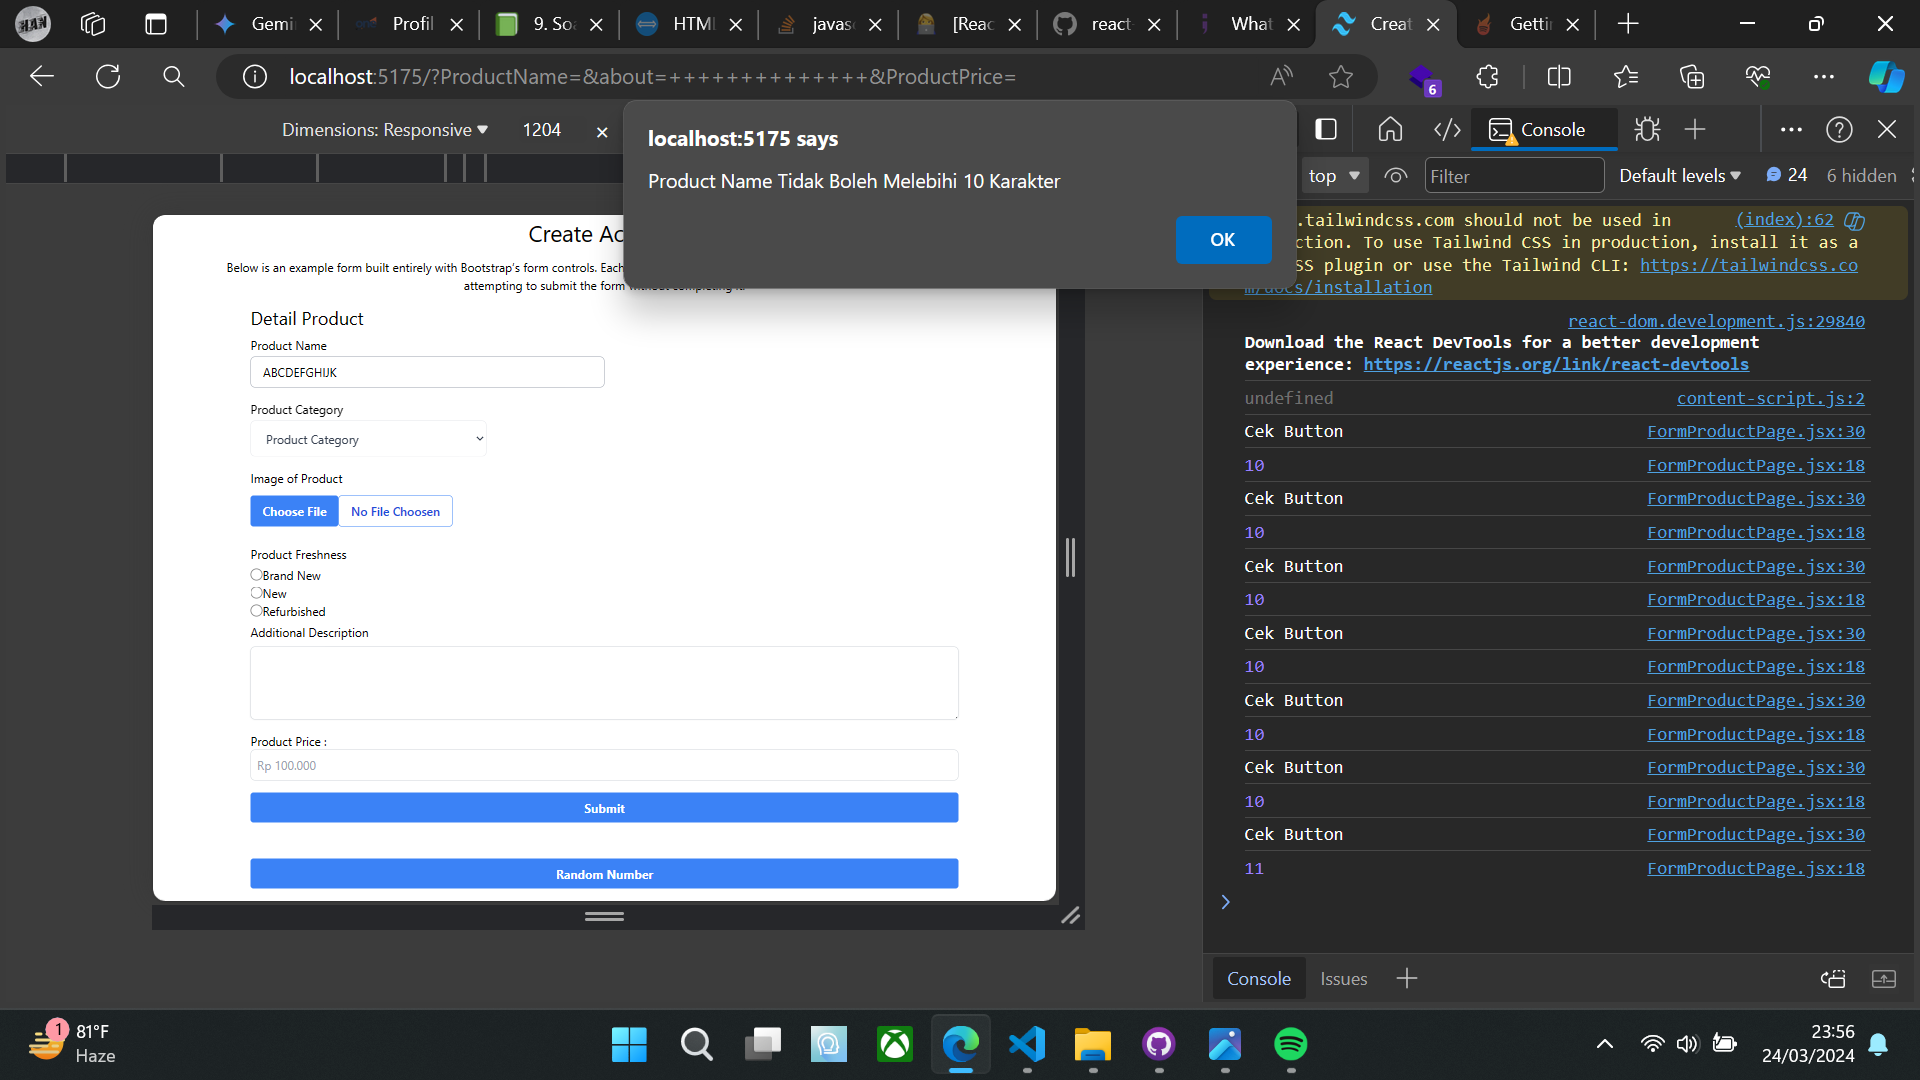 Gemi
Profil
9. Soa
HTML
javas
[Reac
react
What
Creat
Gettin
localhost:5175/?ProductName=&about=++++++++++++++&ProductPrice=
6
Dimensions: Responsive
1204
localhost:5175 says
Product Name Tidak Boleh Melebihi 10 Karakter
OK
Console
top
Filter
Default levels
24
6 hidden
Create Ac
Below is an example form built entirely with Bootstrap's form controls. Each
attempting to submit the form without completing it.
Detail Product
Product Name
ABCDEFGHIJK
Product Category
Product Category
Image of Product
Choose File
No File Choosen
Product Freshness
Brand New
New
Refurbished
Additional Description
Product Price :
Rp 100.000
Submit
Random Number
.tailwindcss.com should not be used in (index):62
ction. To use Tailwind CSS in production, install it as a
SS plugin or use the Tailwind CLI: https://tailwindcss.co
m/docs/installation
react-dom.development.js:29840
Download the React DevTools for a better development
experience: https://reactjs.org/link/react-devtools
undefined content-script.js:2
Cek Button FormProductPage.jsx:30
10 FormProductPage.jsx:18
Cek Button FormProductPage.jsx:30
10 FormProductPage.jsx:18
Cek Button FormProductPage.jsx:30
10 FormProductPage.jsx:18
Cek Button FormProductPage.jsx:30
10 FormProductPage.jsx:18
Cek Button FormProductPage.jsx:30
10 FormProductPage.jsx:18
Cek Button FormProductPage.jsx:30
10 FormProductPage.jsx:18
Cek Button FormProductPage.jsx:30
11 FormProductPage.jsx:18
Console
Issues
1
81°F
Haze
23:56
24/03/2024